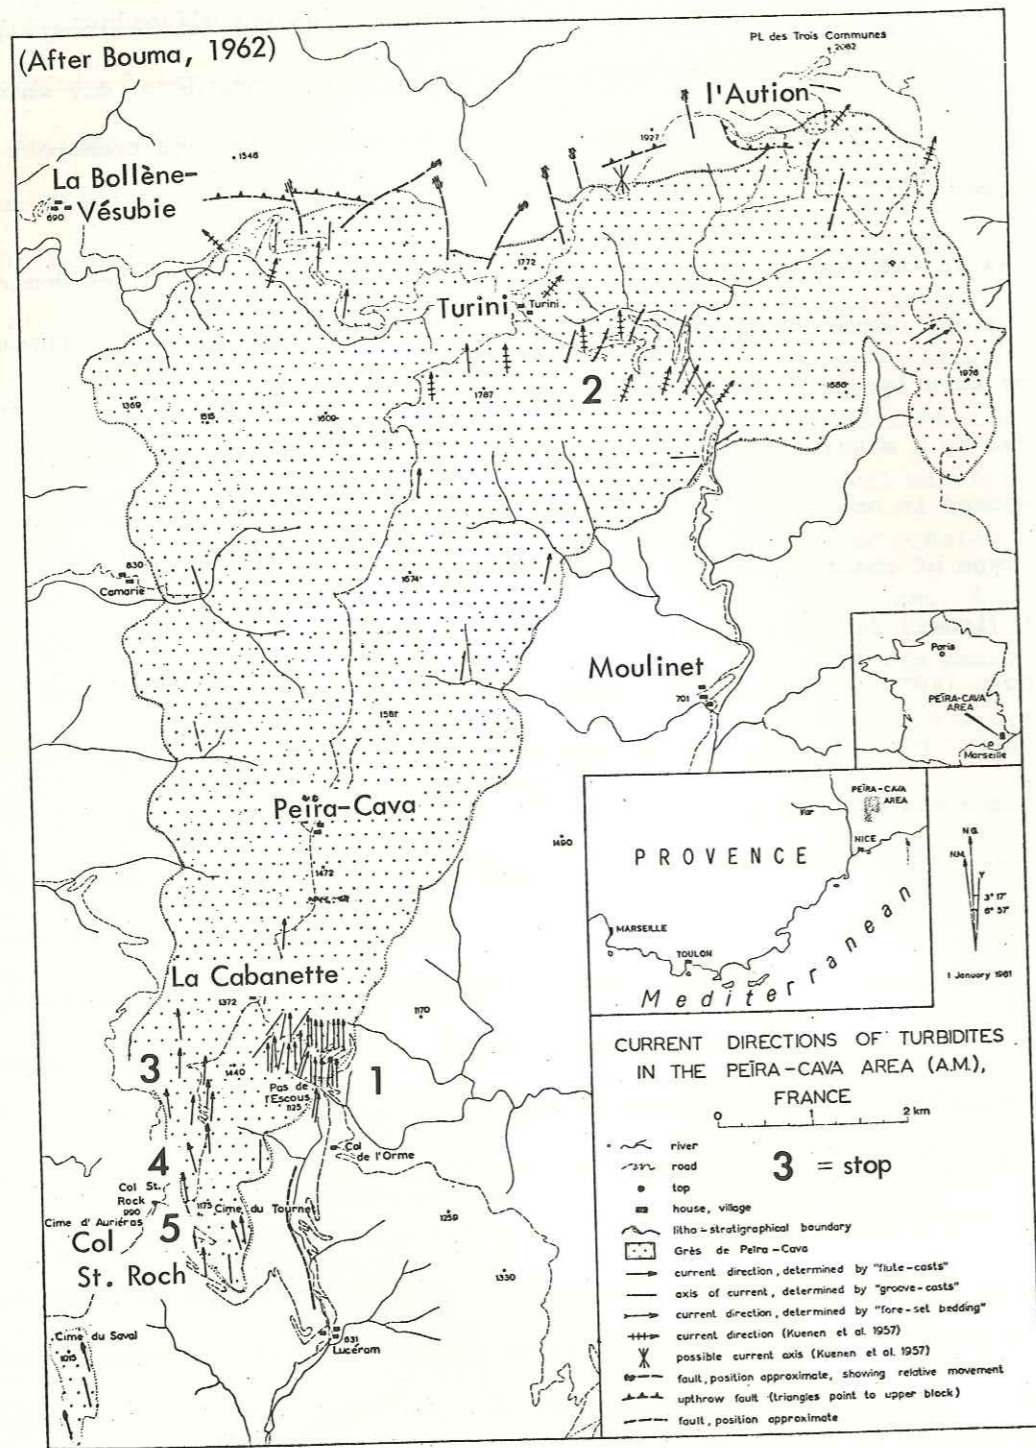 (After Bouma, 1962)
PL. des Trois Communes
2082
l'Aution
1927
1546
La Bollène-
Vésubie
690
1772
Turini
Turini
2
1369
1515
1609
1787
1686
1976
830
Camarie
1674
Moulinet
701
1581
Peïra-Cava
1472
1490
La Cabanette
1372
1170
3
1440
1
Pas de
l'Escous
1125
Col
de l'Orme
4
Col St.
Rock
990
1175
Cime du Tournet
Cime d'Auriéras
5
1259
Col
St. Roch
1330
Cime du Saval
1015
631
Lucéram
Paris
PEÏRA-CAVA
AREA
Marseille
PEÏRA-CAVA
AREA
Var
NICE
PROVENCE
MARSEILLE
TOULON
Mediterranean
N.G.
N.M.
Y
3° 17'
6° 57'
1 January 1961
CURRENT DIRECTIONS OF TURBIDITES
IN THE PEÏRA-CAVA AREA (A.M.),
FRANCE
0 1 2 km
river
road
3 = stop
top
house, village
litho-stratigraphical boundary
Grès de Peïra-Cava
current direction, determined by "flute-casts"
axis of current, determined by "groove-casts"
current direction, determined by "fore-set bedding"
current direction (Kuenen et al. 1957)
possible current axis (Kuenen et al. 1957)
fault, position approximate, showing relative movement
upthrow fault (triangles point to upper block)
fault, position approximate